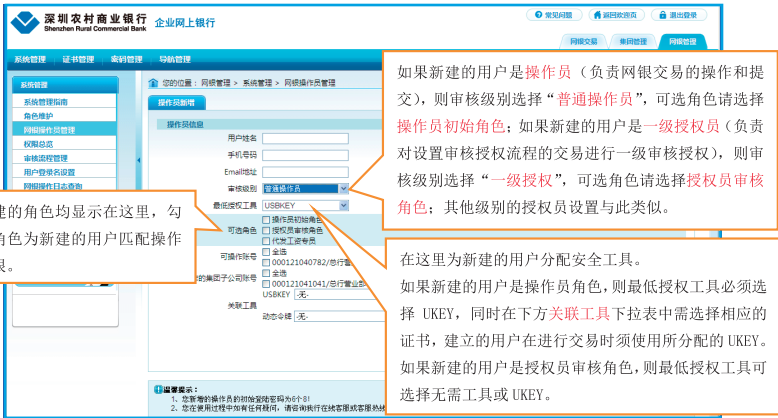 深圳农村商业银行 企业网上银行
Shenzhen Rural Commercial Bank
常见问题 返回欢迎页 退出登录
网银交易 集团管理 网银管理
系统管理 证书管理 密码管理 导航管理
系统管理
系统管理指南
角色维护
网银操作员管理
权限总览
审核流程管理
用户登录名设置
网银操作日志查询
您的位置: 网银管理 > 系统管理 > 网银操作员管理
操作员新增
操作员信息
用户姓名
手机号码
Email地址
审核级别 普通操作员
最低授权工具 USBKEY
可选角色
操作员初始角色
授权员审核角色
代发工资专员
可操作账号
全选
000121040782/总行营
的集团子公司账号
全选
000121041041/总行营业部
关联工具
USBKEY -无-
动态令牌 -无-
温馨提示:
1、您新增的操作员的初始登陆密码为6个8!
2、您在使用过程中如有任何疑问，请咨询我行在线客服或客服热线
如果新建的用户是操作员（负责网银交易的操作和提
交），则审核级别选择“普通操作员”，可选角色请选择
操作员初始角色；如果新建的用户是一级授权员（负责
对设置审核授权流程的交易进行一级审核授权），则审
核级别选择“一级授权”，可选角色请选择授权员审核
角色；其他级别的授权员设置与此类似。
建的角色均显示在这里，勾
角色为新建的用户匹配操作
限。
在这里为新建的用户分配安全工具。
如果新建的用户是操作员角色，则最低授权工具必须选
择 UKEY，同时在下方关联工具下拉表中需选择相应的
证书，建立的用户在进行交易时须使用所分配的 UKEY。
如果新建的用户是授权员审核角色，则最低授权工具可
选择无需工具或 UKEY。